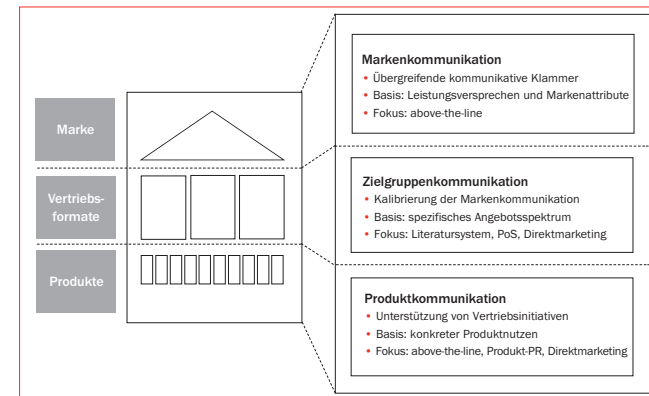 Marke
Vertriebs-
formate
Produkte
Markenkommunikation
• Übergreifende kommunikative Klammer
• Basis: Leistungsversprechen und Markenattribute
• Fokus: above-the-line
Zielgruppenkommunikation
• Kalibrierung der Markenkommunikation
• Basis: spezifisches Angebotsspektrum
• Fokus: Literatursystem, PoS, Direktmarketing
Produktkommunikation
• Unterstützung von Vertriebsinitiativen
• Basis: konkreter Produktnutzen
• Fokus: above-the-line, Produkt-PR, Direktmarketing